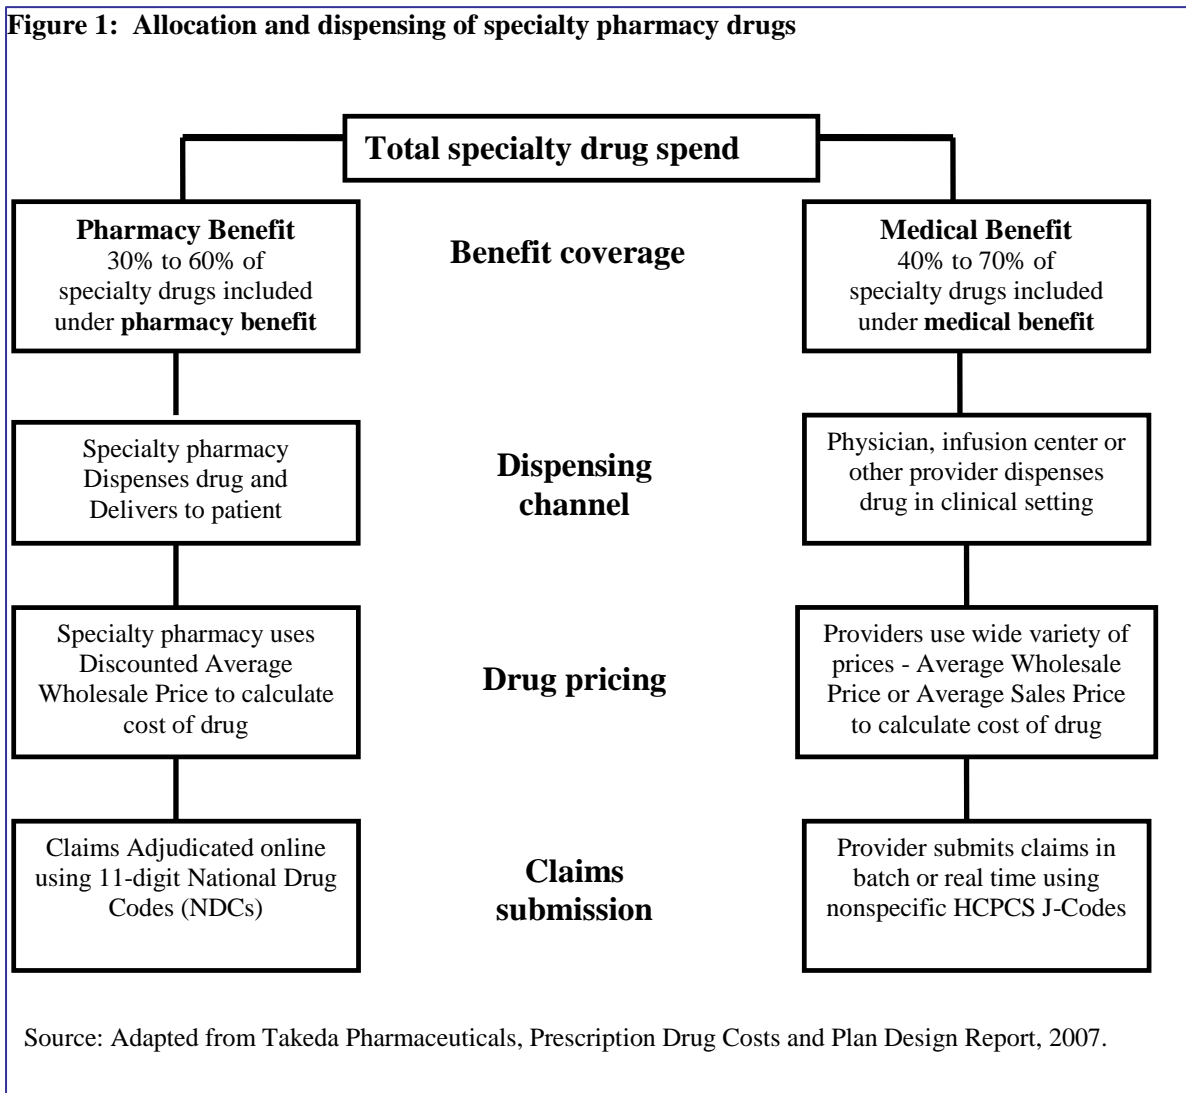 Figure 1:  Allocation and dispensing of specialty pharmacy drugs
Total specialty drug spend
Pharmacy Benefit
30% to 60% of
specialty drugs included
under pharmacy benefit
Benefit coverage
Medical Benefit
40% to 70% of
specialty drugs included
under medical benefit
Specialty pharmacy
Dispenses drug and
Delivers to patient
Dispensing
channel
Physician, infusion center or
other provider dispenses
drug in clinical setting
Specialty pharmacy uses
Discounted Average
Wholesale Price to calculate
cost of drug
Drug pricing
Providers use wide variety of
prices - Average Wholesale
Price or Average Sales Price
to calculate cost of drug
Claims Adjudicated online
using 11-digit National Drug
Codes (NDCs)
Claims
submission
Provider submits claims in
batch or real time using
nonspecific HCPCS J-Codes
Source: Adapted from Takeda Pharmaceuticals, Prescription Drug Costs and Plan Design Report, 2007.